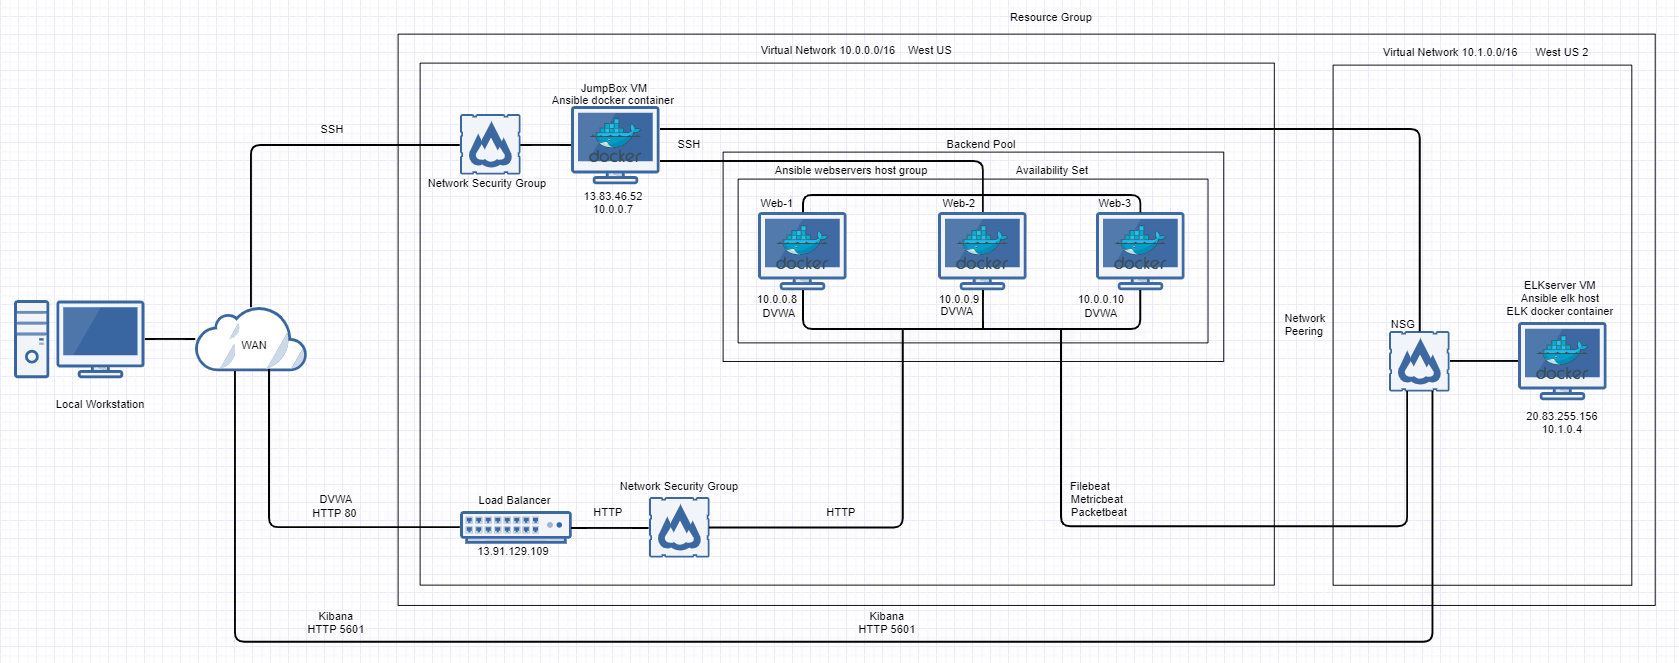 Resource Group
Virtual Network 10.0.0.0/16 West US
Virtual Network 10.1.0.0/16 West US 2
JumpBox VM
Ansible docker container
docker
13.83.46.52
10.0.0.7
SSH
Network Security Group
SSH
Backend Pool
Ansible webservers host group
Availability Set
Web-1
docker
10.0.0.8
DVWA
Web-2
docker
10.0.0.9
DVWA
Web-3
docker
10.0.0.10
DVWA
Network
Peering
NSG
ELKserver VM
Ansible elk host
ELK docker container
docker
20.83.255.156
10.1.0.4
WAN
Local Workstation
DVWA
HTTP 80
Load Balancer
13.91.129.109
HTTP
Network Security Group
HTTP
Filebeat
Metricbeat
Packetbeat
Kibana
HTTP 5601
Kibana
HTTP 5601